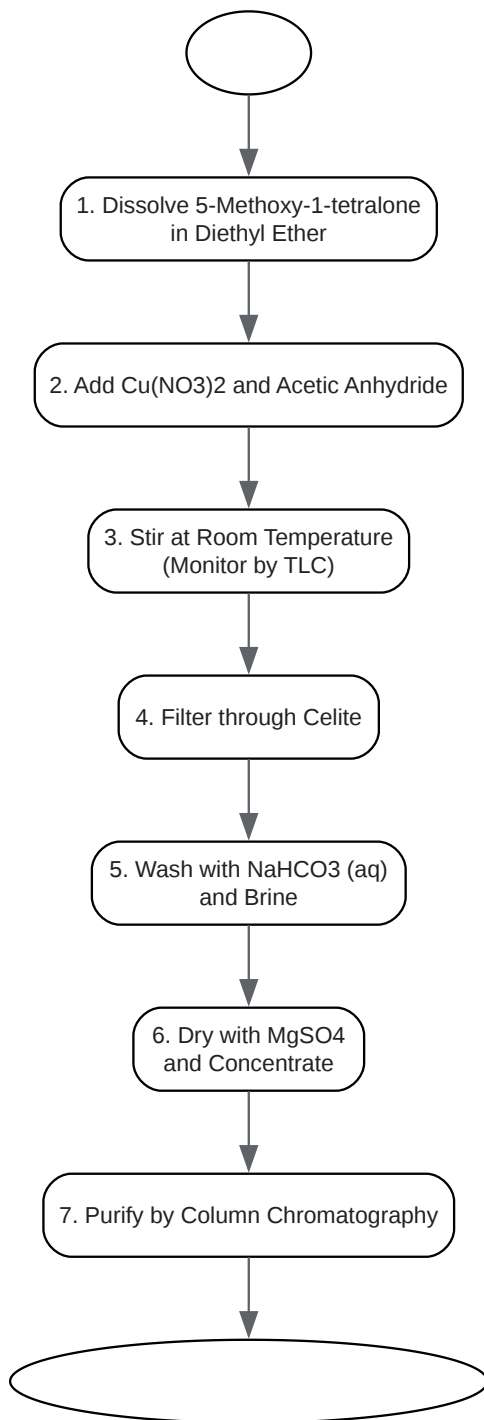 1. Dissolve 5-Methoxy-1-tetralone
in Diethyl Ether
2. Add Cu(NO3)2 and Acetic Anhydride
3. Stir at Room Temperature
(Monitor by TLC)
4. Filter through Celite
5. Wash with NaHCO3 (aq)
and Brine
6. Dry with MgSO4
and Concentrate
7. Purify by Column Chromatography